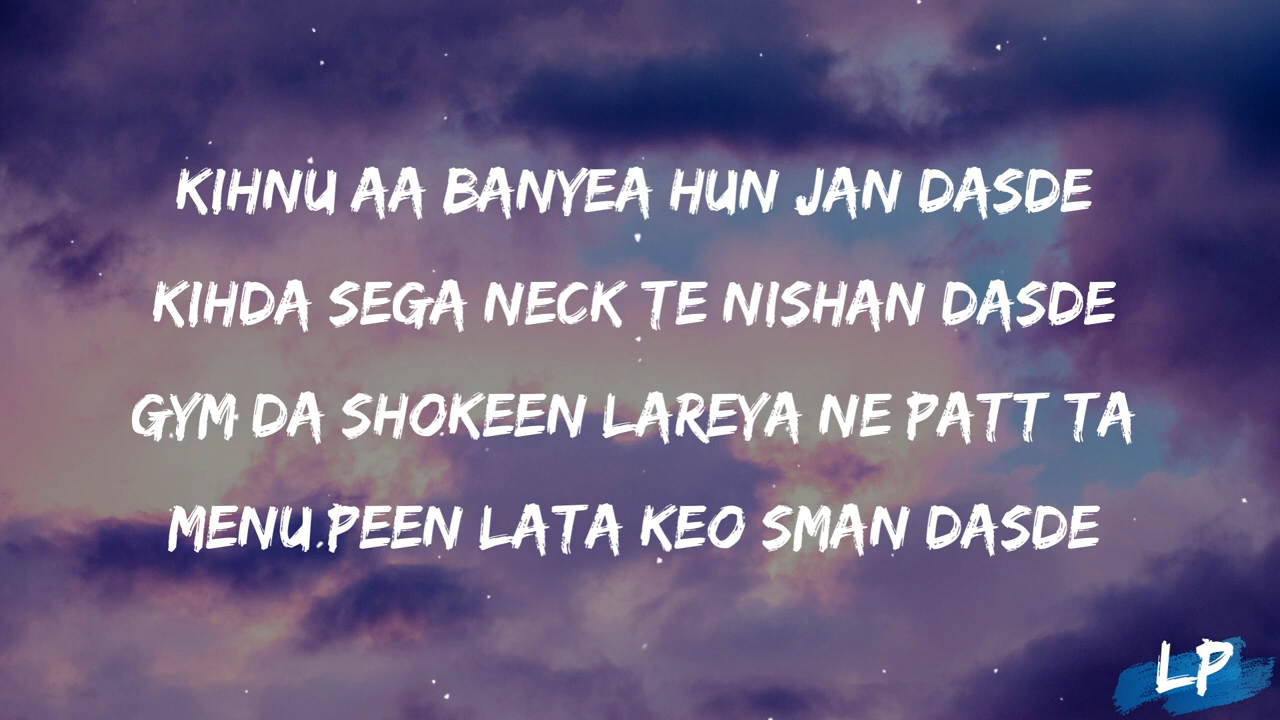 KIHNU AA BANYEA HUN JAN DASDE
KIHDA SEGA NECK TE NISHAN DASDE
GYM DA SHOKEEN LAREYA NE PATT TA
MENU PEEN LATA KEO SMAN DASDE
LP